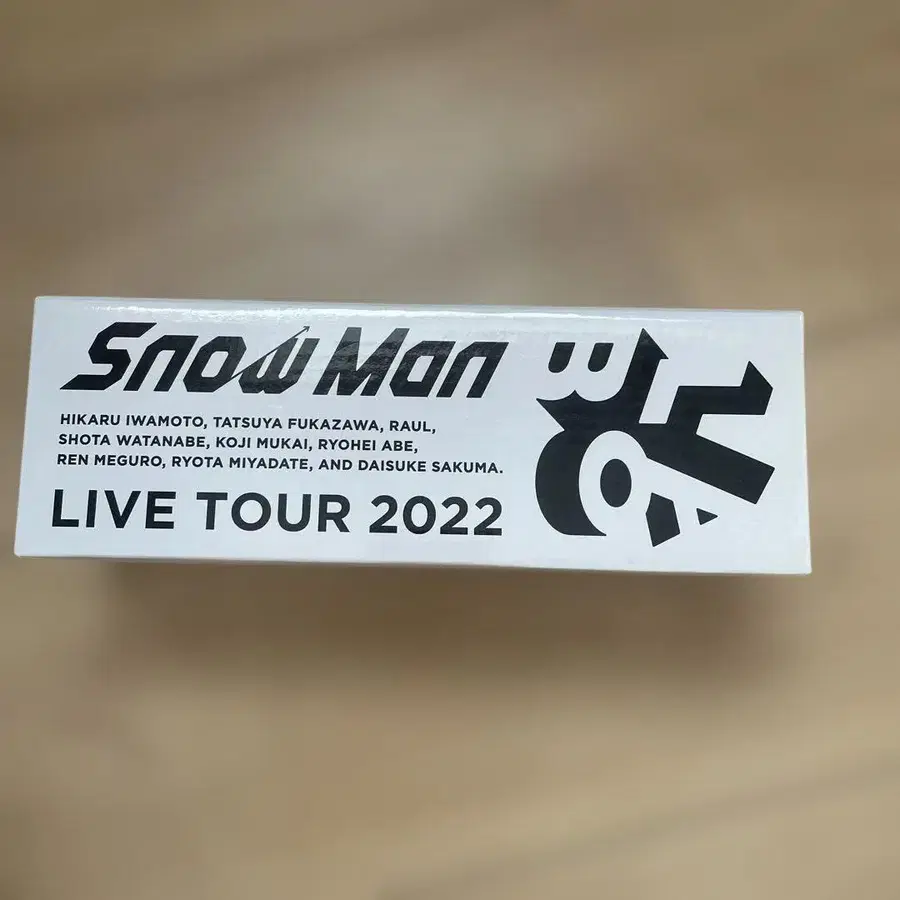 Snow Man
HIKARU IWAMOTO, TATSUYA FUKAZAWA, RAUL,
SHOTA WATANABE, KOJI MUKAI, RYOHEI ABE,
REN MEGURO, RYOTA MIYADATE, AND DAISUKE SAKUMA.
LIVE TOUR 2022